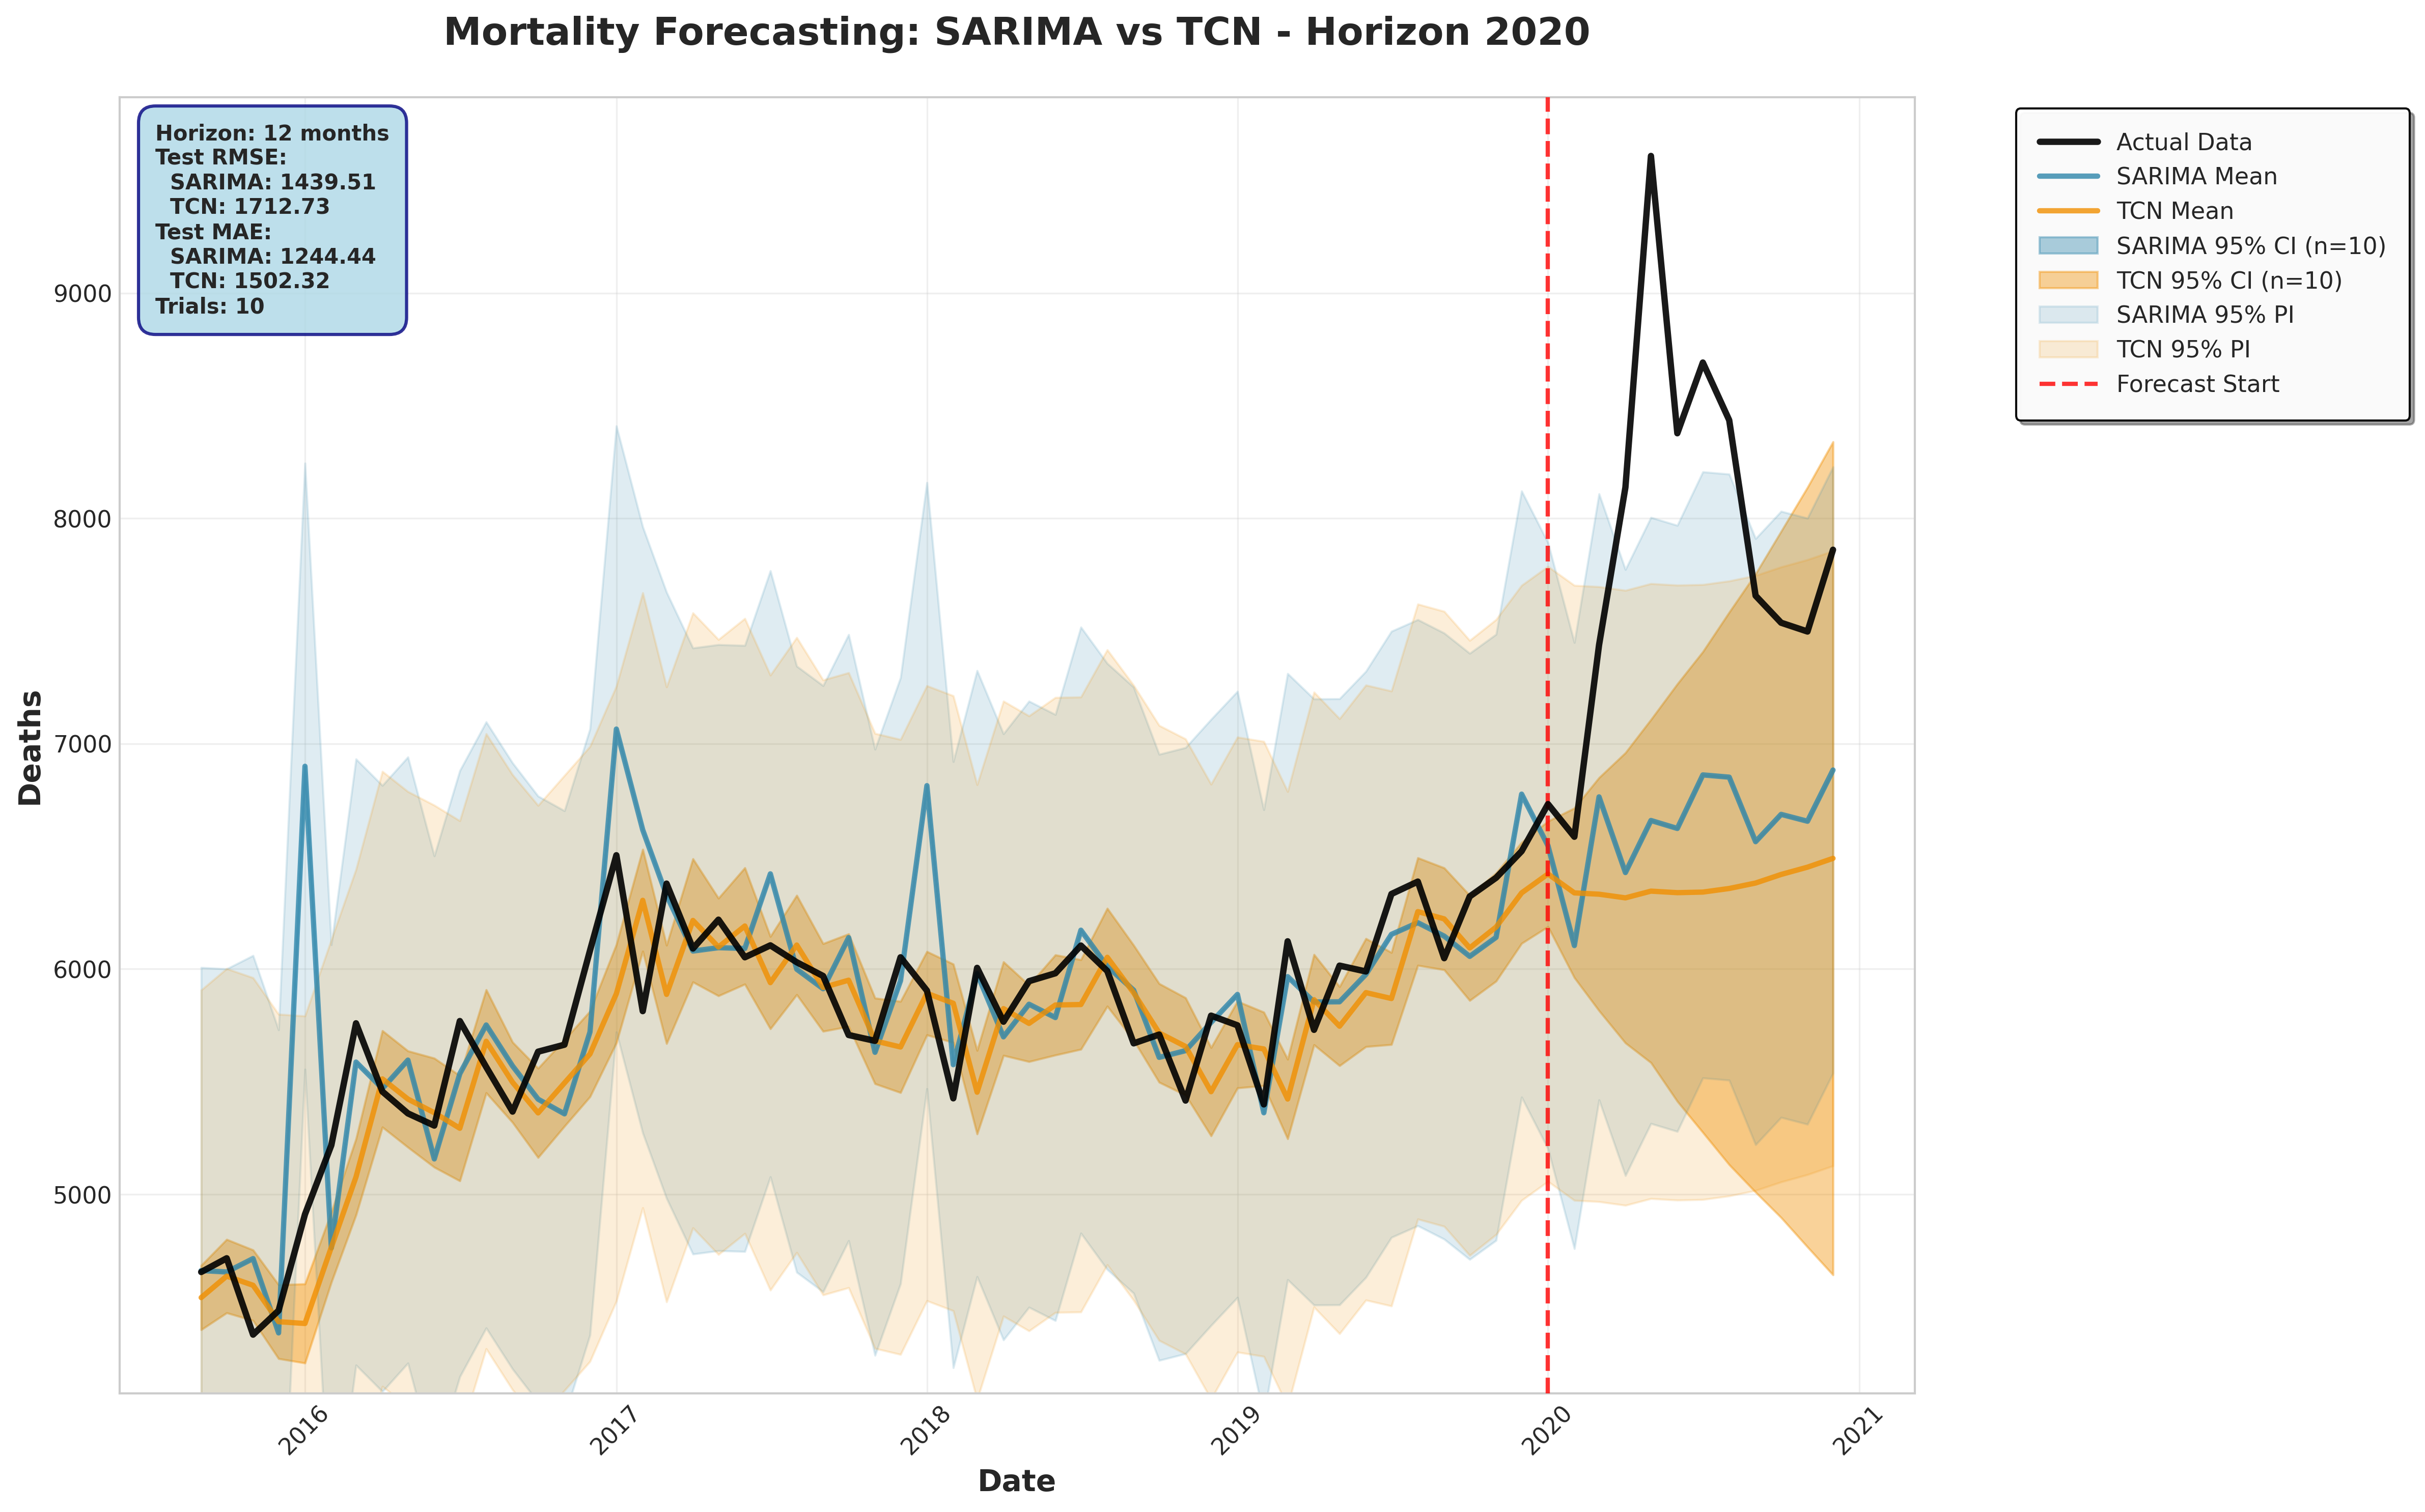 Mortality Forecasting: SARIMA vs TCN - Horizon 2020
Horizon: 12 months
Test RMSE:
SARIMA: 1439.51
TCN: 1712.73
Test MAE:
SARIMA: 1244.44
TCN: 1502.32
Trials: 10
Actual Data
SARIMA Mean
TCN Mean
SARIMA 95% CI (n=10)
TCN 95% CI (n=10)
SARIMA 95% PI
TCN 95% PI
Forecast Start
Deaths
9000
8000
7000
6000
5000
2016
2017
2018
2019
2020
2021
Date